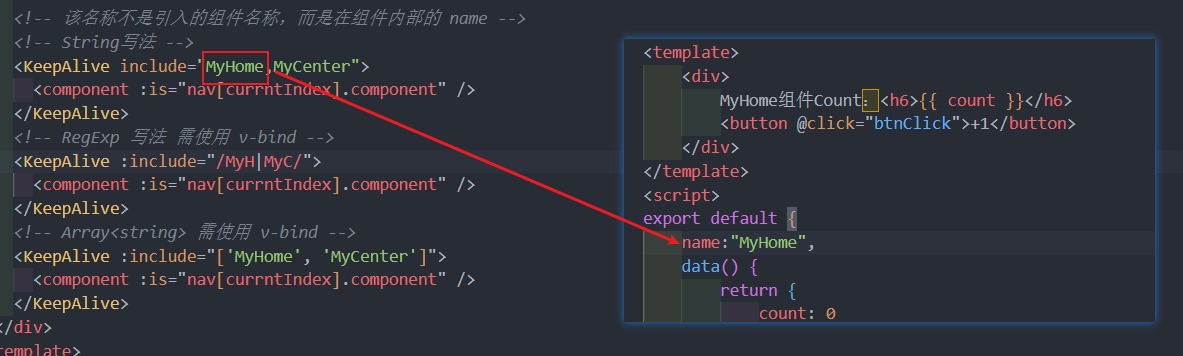 <!-- 该名称不是引入的组件名称，而是在组件内部的 name -->
<!-- String写法 -->
<KeepAlive include="MyHome,MyCenter">
<component :is="nav[currntIndex].component" />
</KeepAlive>
<!-- RegExp 写法 需使用 v-bind -->
<KeepAlive :include="/MyH|MyC/">
<component :is="nav[currntIndex].component" />
</KeepAlive>
<!-- Array<string> 需使用 v-bind -->
<KeepAlive :include="['MyHome', 'MyCenter']">
<component :is="nav[currntIndex].component" />
</KeepAlive>
</div>
template>
<template>
<div>
MyHome组件Count：<h6>{{ count }}</h6>
<button @click="btnClick">+1</button>
</div>
</template>
<script>
export default {
name:"MyHome",
data() {
return {
count: 0